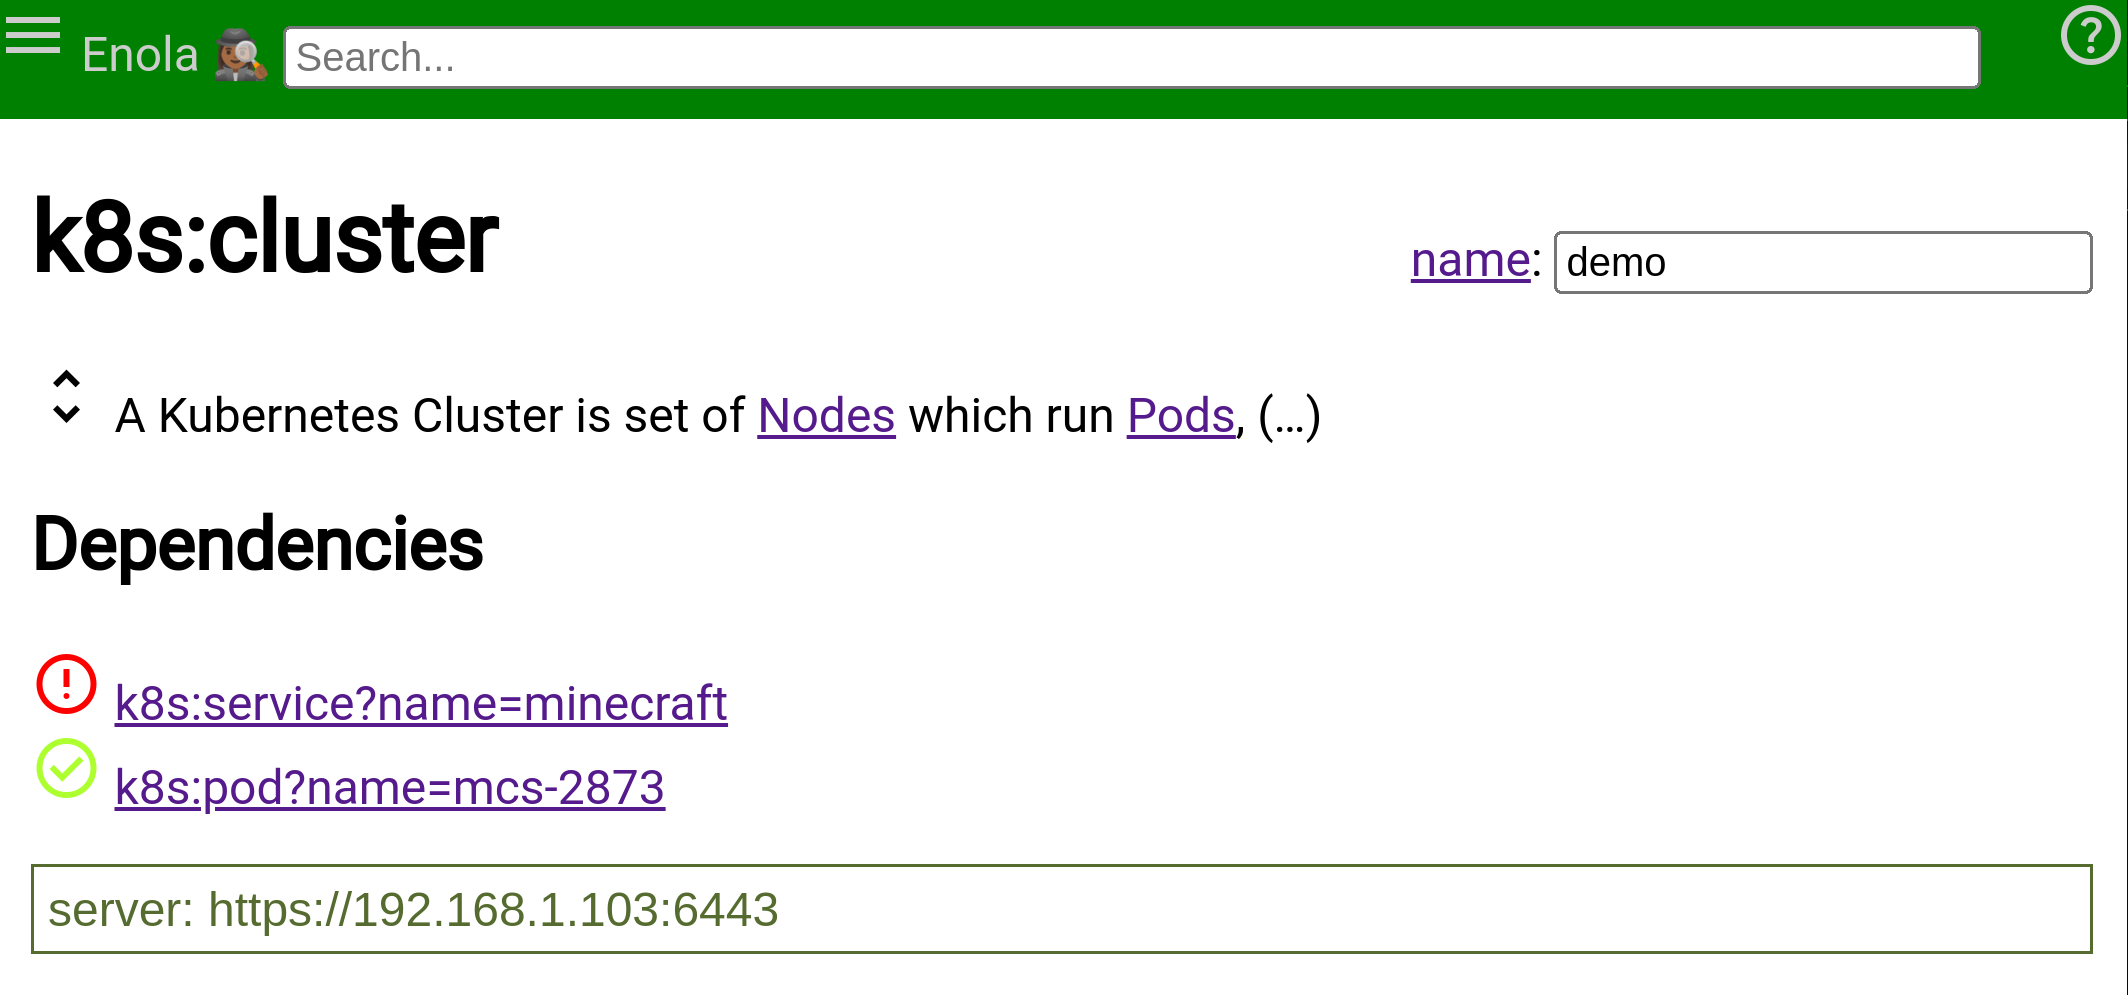 Enola Search...
k8s:cluster
name: demo
A Kubernetes Cluster is set of Nodes which run Pods, (...)
Dependencies
k8s:service?name=minecraft
k8s:pod?name=mcs-2873
server: https://192.168.1.103:6443